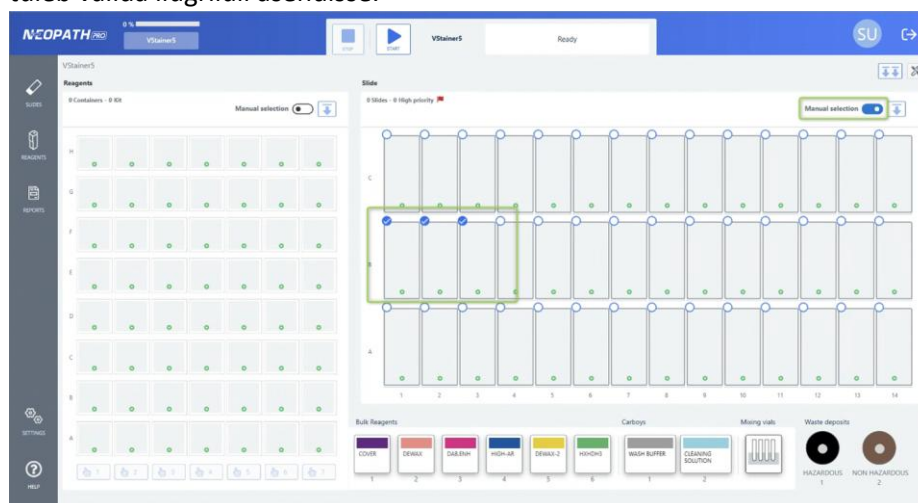 NEOPATH PRO
0 %
VStainer5
STOP
START
VStainer5
Ready
SU
VStainer5
Reagents
0 Containers - 0 Kit
Manual selection
Slide
0 Slides - 0 High priority
Manual selection
SLIDES
REAGENTS
REPORTS
SETTINGS
HELP
H
G
F
E
D
C
B
A
1 2 3 4 5 6 7
C
B
A
1 2 3 4 5 6 7 8 9 10 11 12 13 14
Bulk Reagents
Carboys
Mixing vials
Waste deposits
COVER
DEWAX
DAB.ENH
HIGH-AR
DEWAX-2
WASH BUFFER
CLEANING SOLUTION
1 2 3 4 5 6
1 2
HAZARDOUS
1
NON HAZARDOUS
2